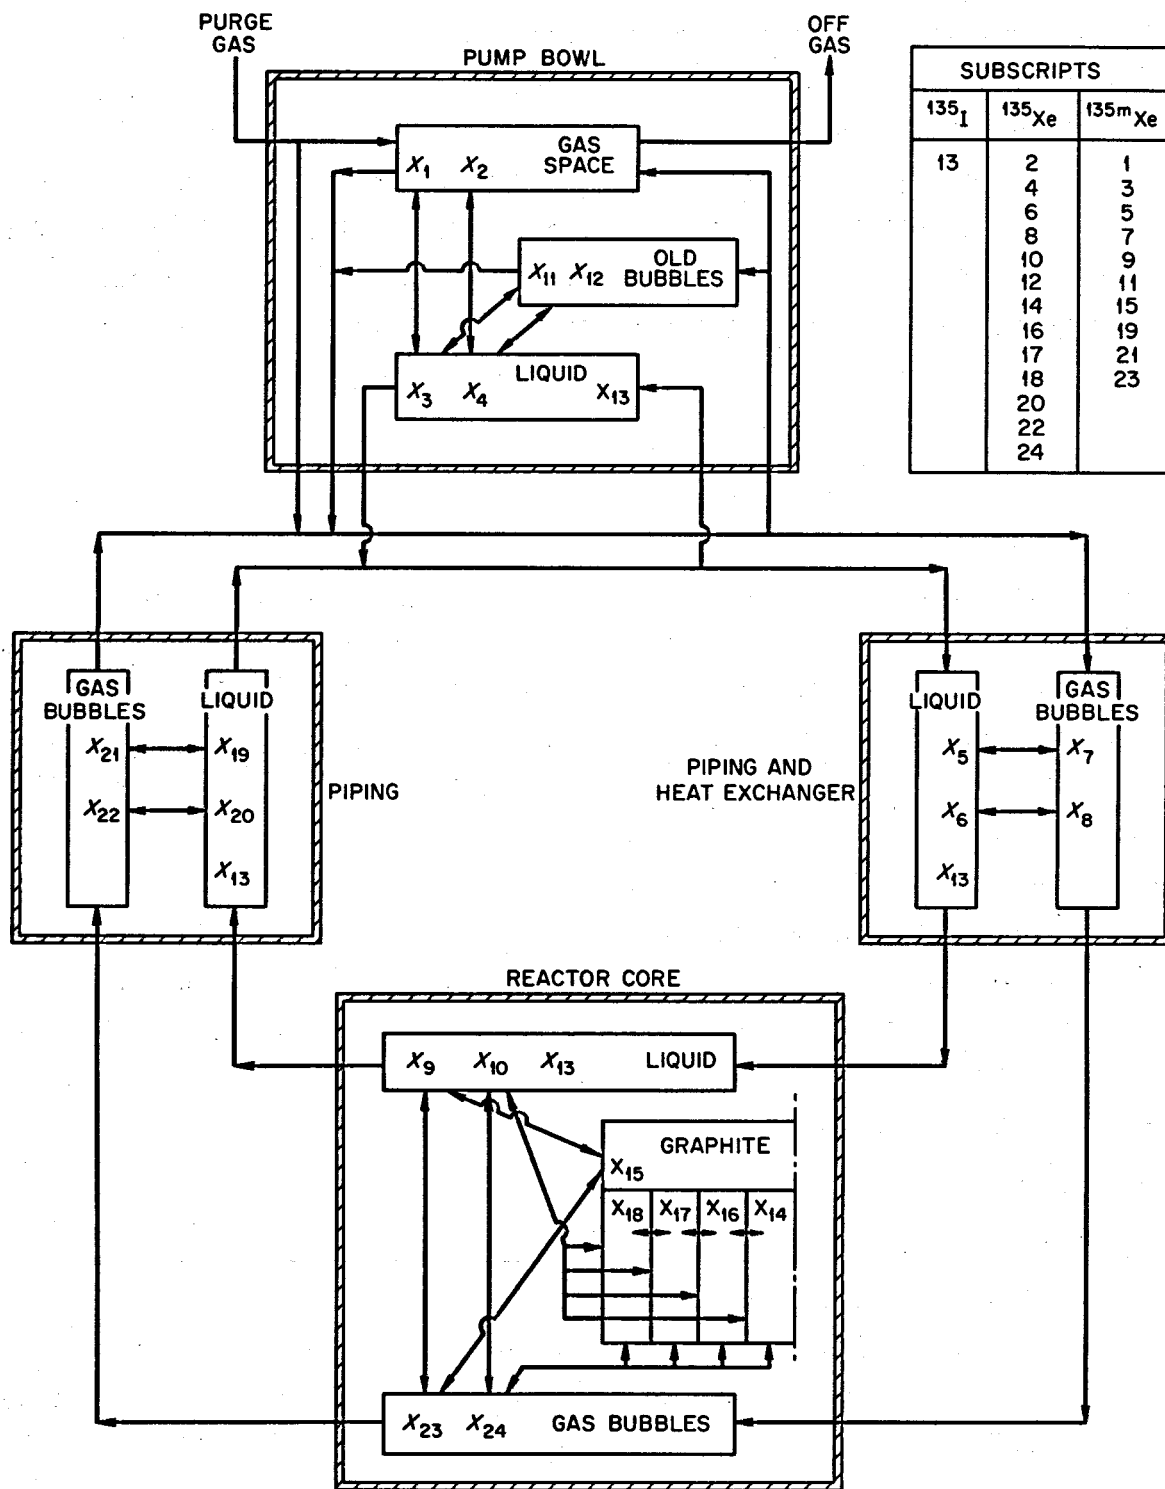 PURGE
GAS
OFF
GAS
PUMP BOWL
GAS
SPACE
X1 X2
OLD
BUBBLES
X11 X12
LIQUID
X3 X4 X13
SUBSCRIPTS
135I 135Xe 135mXe
13 2 1
4 3
6 5
8 7
10 9
12 11
14 15
16 19
17 21
18 23
20
22
24
GAS
BUBBLES
LIQUID
X21 X19
X22 X20
X13
PIPING
PIPING AND
HEAT EXCHANGER
LIQUID
GAS
BUBBLES
X5 X7
X6 X8
X13
REACTOR CORE
X9 X10 X13 LIQUID
GRAPHITE
X15
X18 X17 X16 X14
X23 X24 GAS BUBBLES